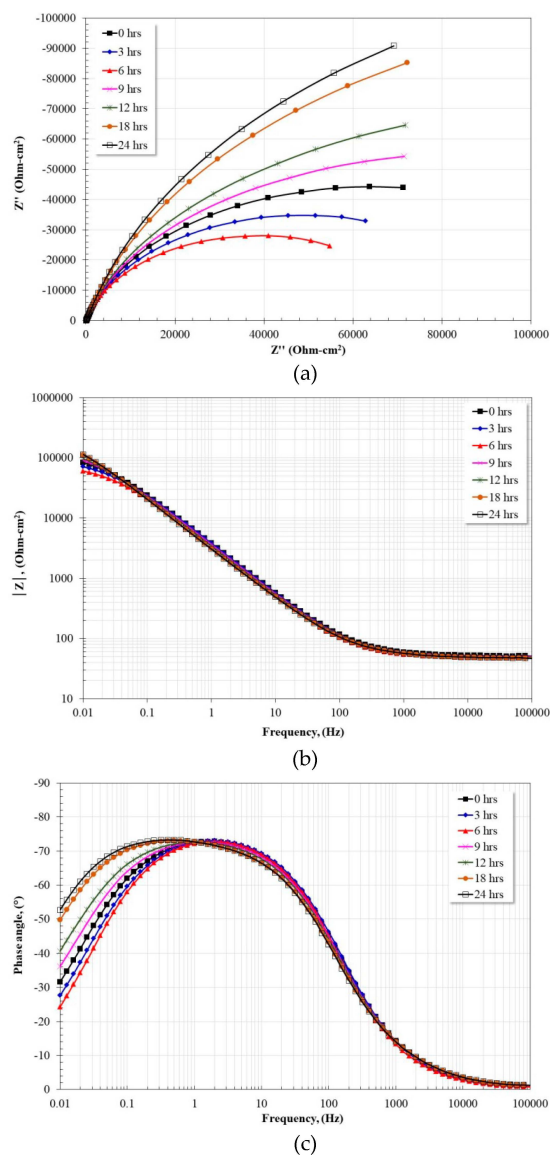 -100000
-90000
-80000
-70000
-60000
-50000
-40000
-30000
-20000
-10000
0
Z'' (Ohm-cm²)
0 hrs
3 hrs
6 hrs
9 hrs
12 hrs
18 hrs
24 hrs
0 20000 40000 60000 80000 100000
Z'' (Ohm-cm²)
(a)
1000000
100000
10000
1000
100
10
|Z|, (Ohm-cm²)
0 hrs
3 hrs
6 hrs
9 hrs
12 hrs
18 hrs
24 hrs
0.01 0.1 1 10 100 1000 10000 100000
Frequency, (Hz)
(b)
-90
-80
-70
-60
-50
-40
-30
-20
-10
0
Phase angle, (°)
0 hrs
3 hrs
6 hrs
9 hrs
12 hrs
18 hrs
24 hrs
0.01 0.1 1 10 100 1000 10000 100000
Frequency, (Hz)
(c)